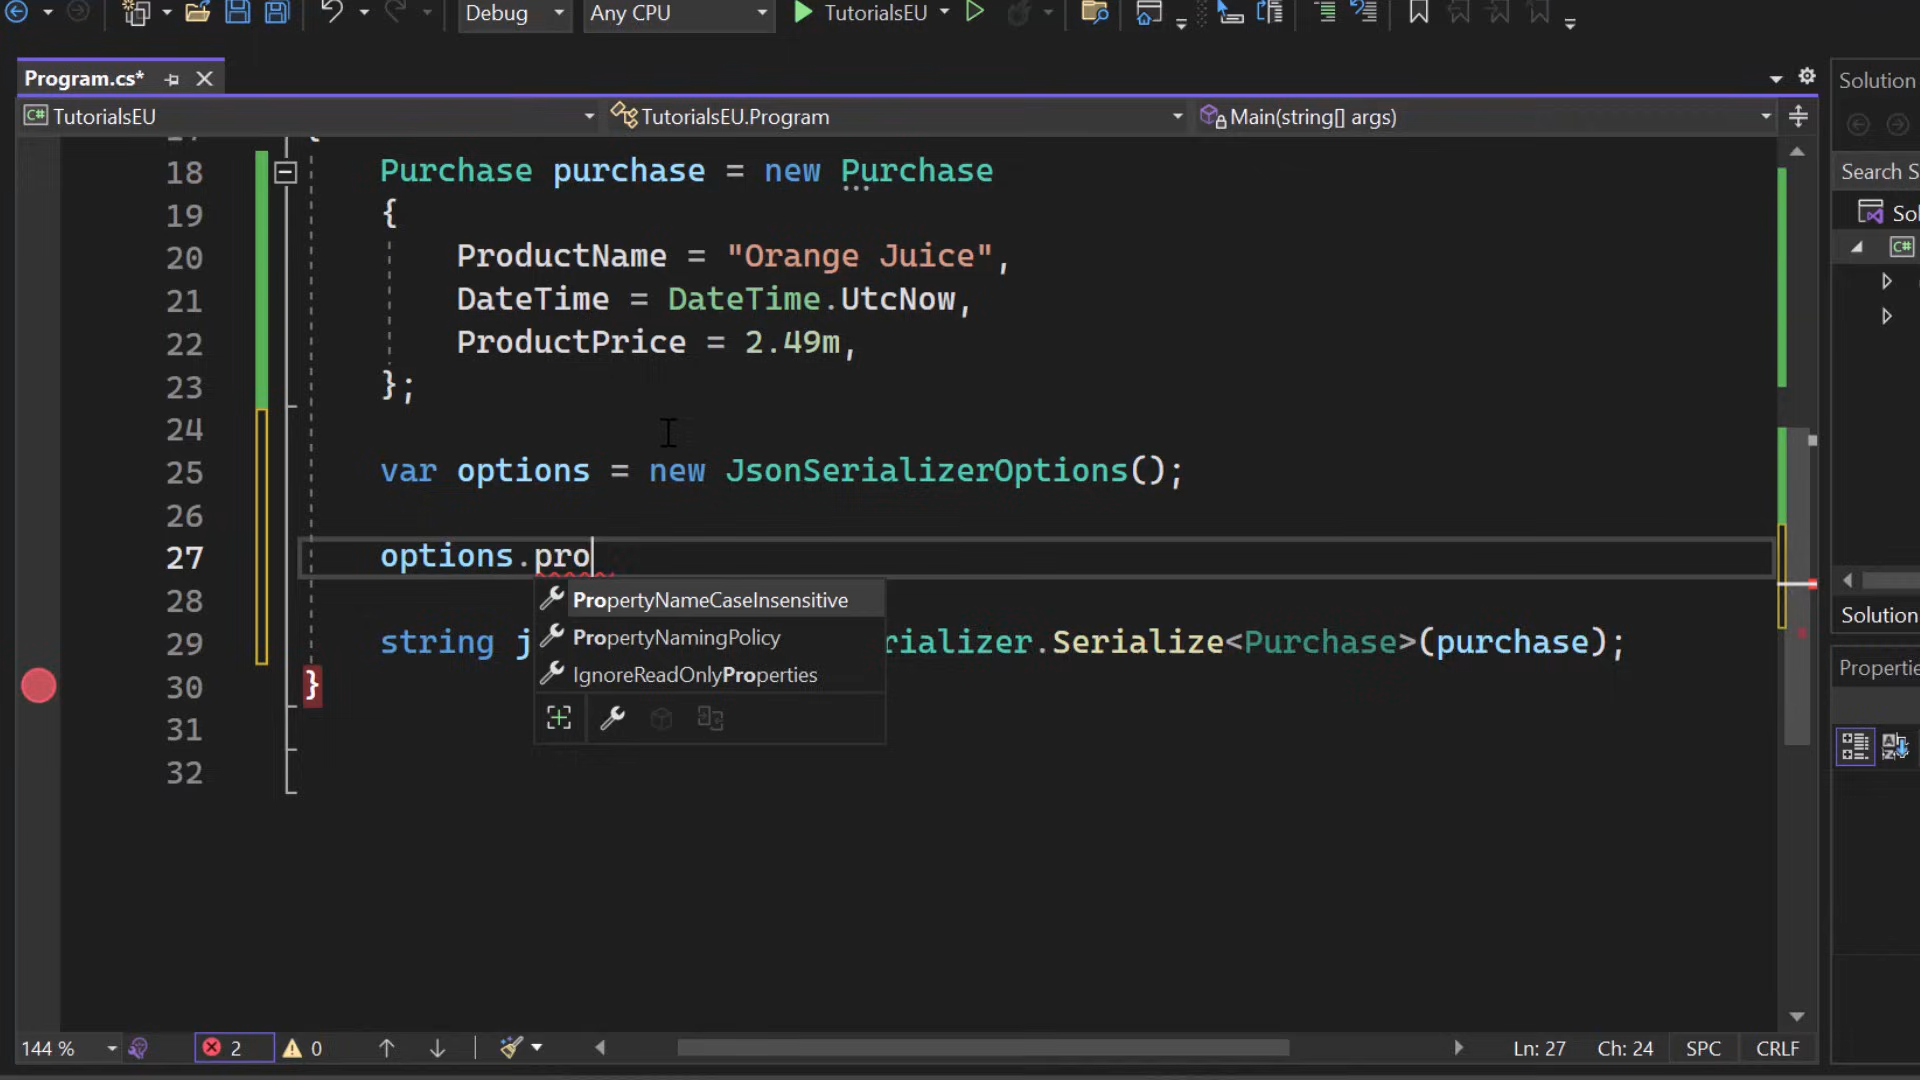 Debug Any CPU TutorialsEU
Program.cs* Solution
C# TutorialsEU TutorialsEU.Program Main(string[] args)
18 Purchase purchase = new Purchase Search S
19 { So
20 ProductName = "Orange Juice", C#
21 DateTime = DateTime.UtcNow,
22 ProductPrice = 2.49m,
23 };
24
25 var options = new JsonSerializerOptions();
26
27 options.pro
28 PropertyNameCaseInsensitive Solution
PropertyNamingPolicy
29 string j rializer.Serialize<Purchase>(purchase);
IgnoreReadOnlyProperties Propertie
30 }
31
32
144 % 2 0 Ln: 27 Ch: 24 SPC CRLF